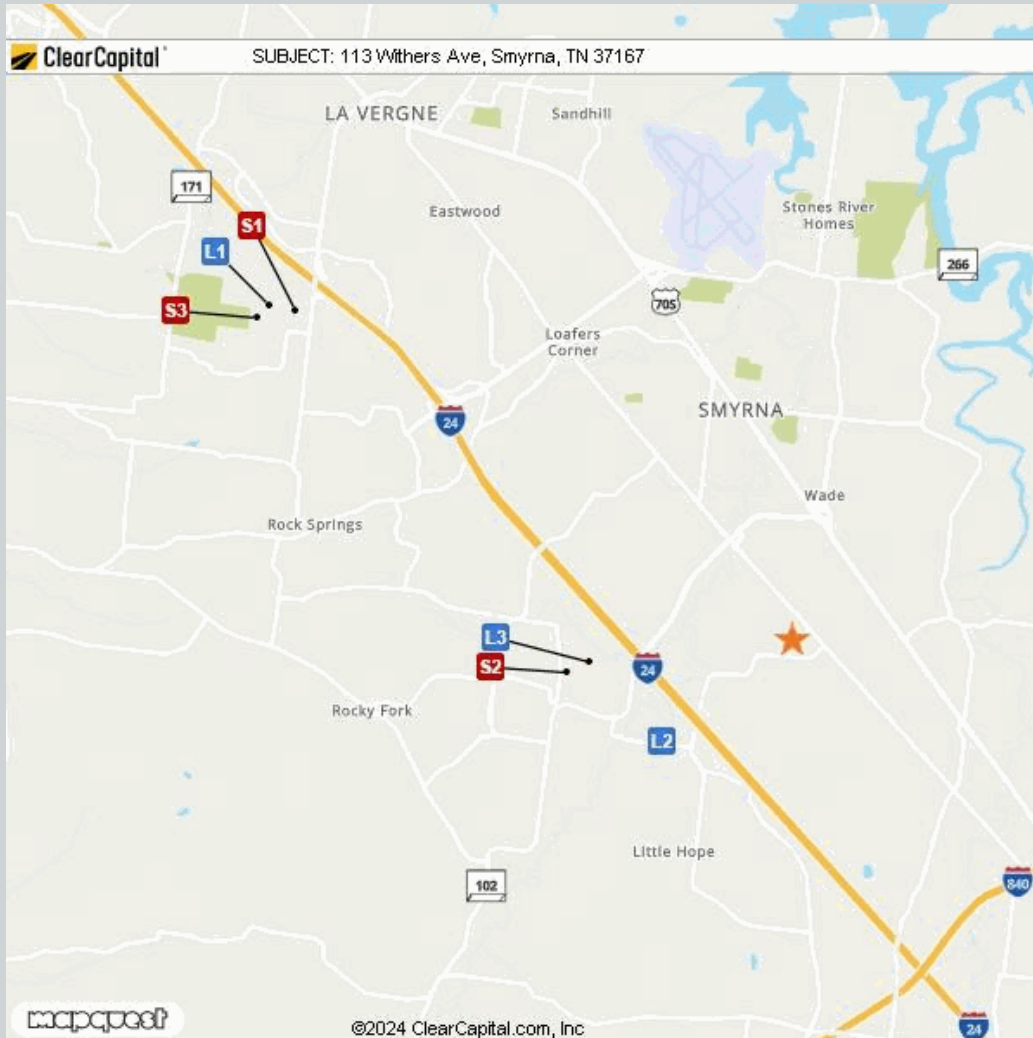 ClearCapital
SUBJECT: 113 Withers Ave, Smyrna, TN 37167
LA VERGNE
Sandhill
171
Eastwood
Stones River
Homes
S1
L1
266
S3
705
Loafers
Corner
SMYRNA
24
Wade
Rock Springs
L3
S2
24
Rocky Fork
L2
Little Hope
102
840
mapquest
©2024 ClearCapital.com, Inc
24